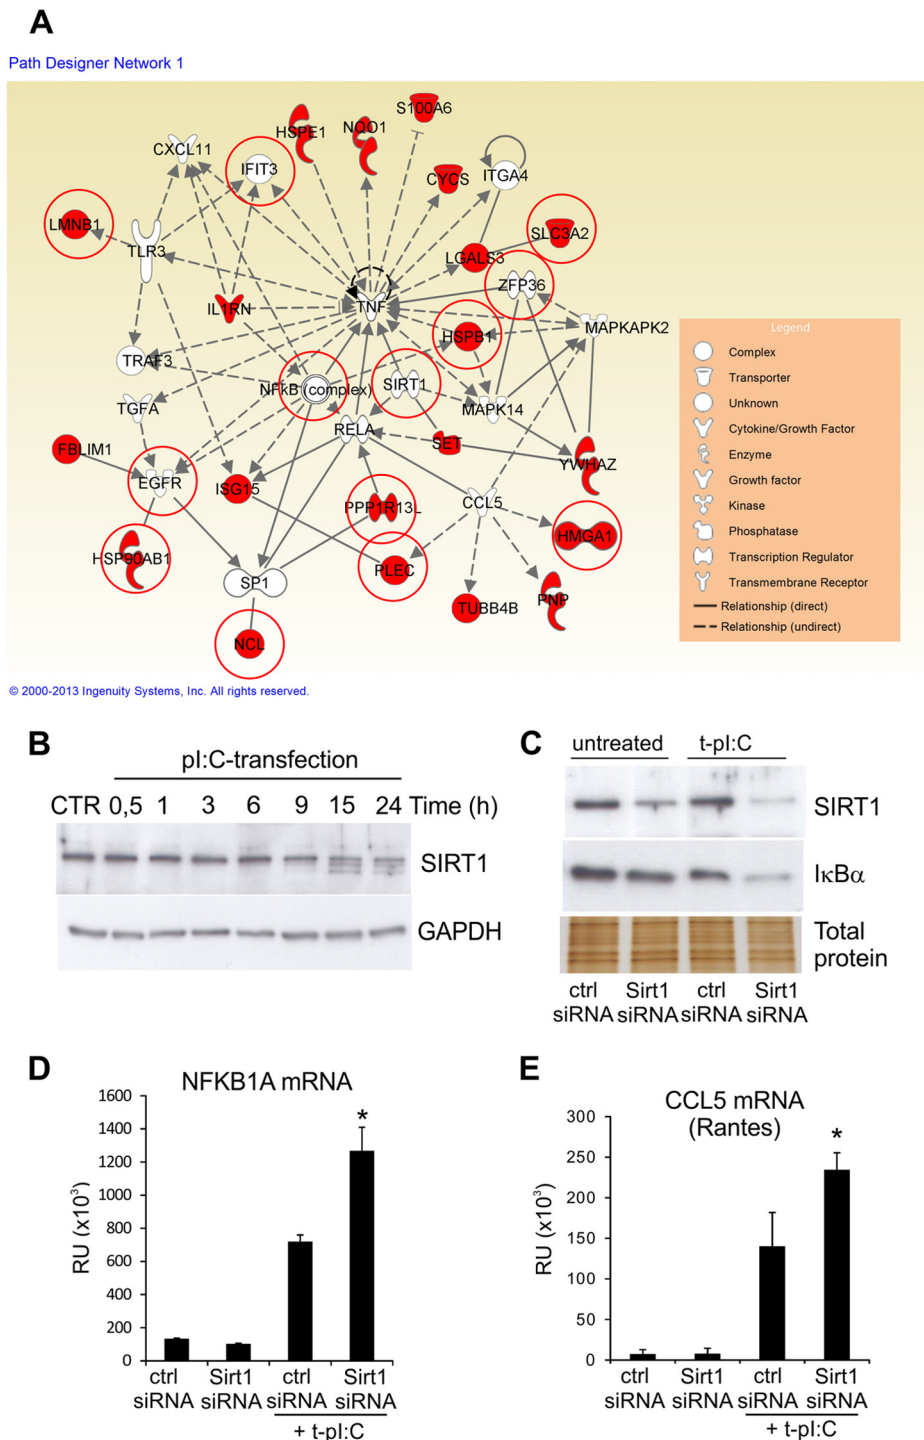 A
Path Designer Network 1
S100A6
HSPE1
NQO1
CXCL11
IFIT3
CYCS
ITGA4
LMNB1
SLC3A2
TLR3
LGALS3
ZFP36
IL1RN
TNF
MAPKAPK2
HSPB1
TRAF3
NFκB (complex)
SIRT1
TGFA
MAPK14
RELA
FBLIM1
SET
YWHAZ
EGFR
ISG15
PPP1R13L
CCL5
HMGA1
HSP90AB1
SP1
PLEC
TUBB4B
PNP
NCL
Legend
Complex
Transporter
Unknown
Cytokine/Growth Factor
Enzyme
Growth factor
Kinase
Phosphatase
Transcription Regulator
Transmembrane Receptor
Relationship (direct)
Relationship (undirect)
© 2000-2013 Ingenuity Systems, Inc. All rights reserved.
B
pI:C-transfection
CTR 0,5 1 3 6 9 15 24 Time (h)
SIRT1
GAPDH
C
untreated t-pI:C
SIRT1
IκBα
Total
protein
ctrl Sirt1 ctrl Sirt1
siRNA siRNA siRNA siRNA
D
NFKB1A mRNA
1600
1400
1200
1000
800
600
400
200
0
RU (x10³)
*
ctrl Sirt1 ctrl Sirt1
siRNA siRNA siRNA siRNA
+ t-pI:C
E
CCL5 mRNA
(Rantes)
300
250
200
150
100
50
0
RU (x10³)
*
ctrl Sirt1 ctrl Sirt1
siRNA siRNA siRNA siRNA
+ t-pI:C